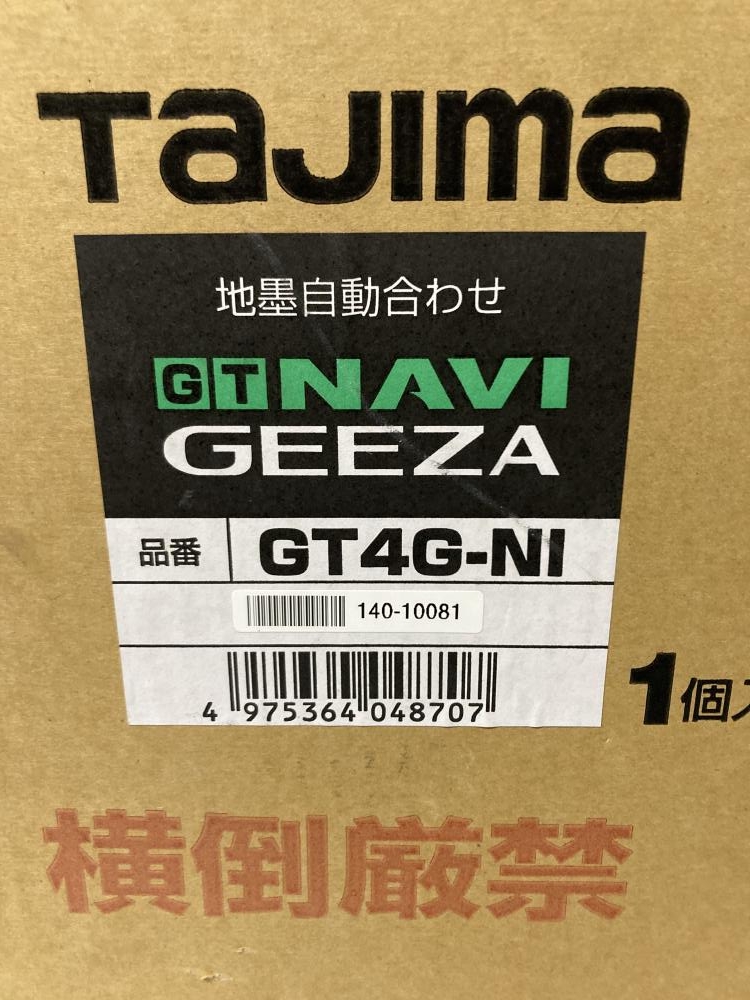 TaJIma
地墨自動合わせ
GT NAVI
GEEZA
品番 GT4G-NI
140-10081
4 975364 048707
1個入
横倒厳禁